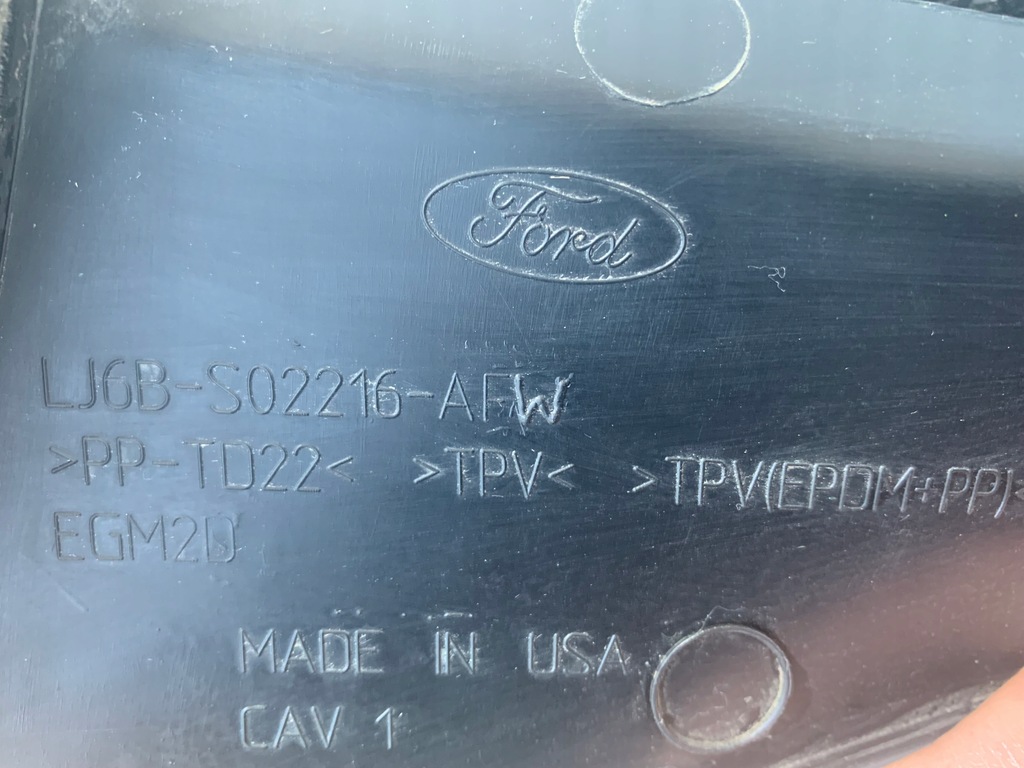 Ford
LJ6B-S02216-AFW
>PP-TD22< >TPV< >TPV(EPDM+PP)<
EGM2D
MADE IN USA
CAV 1